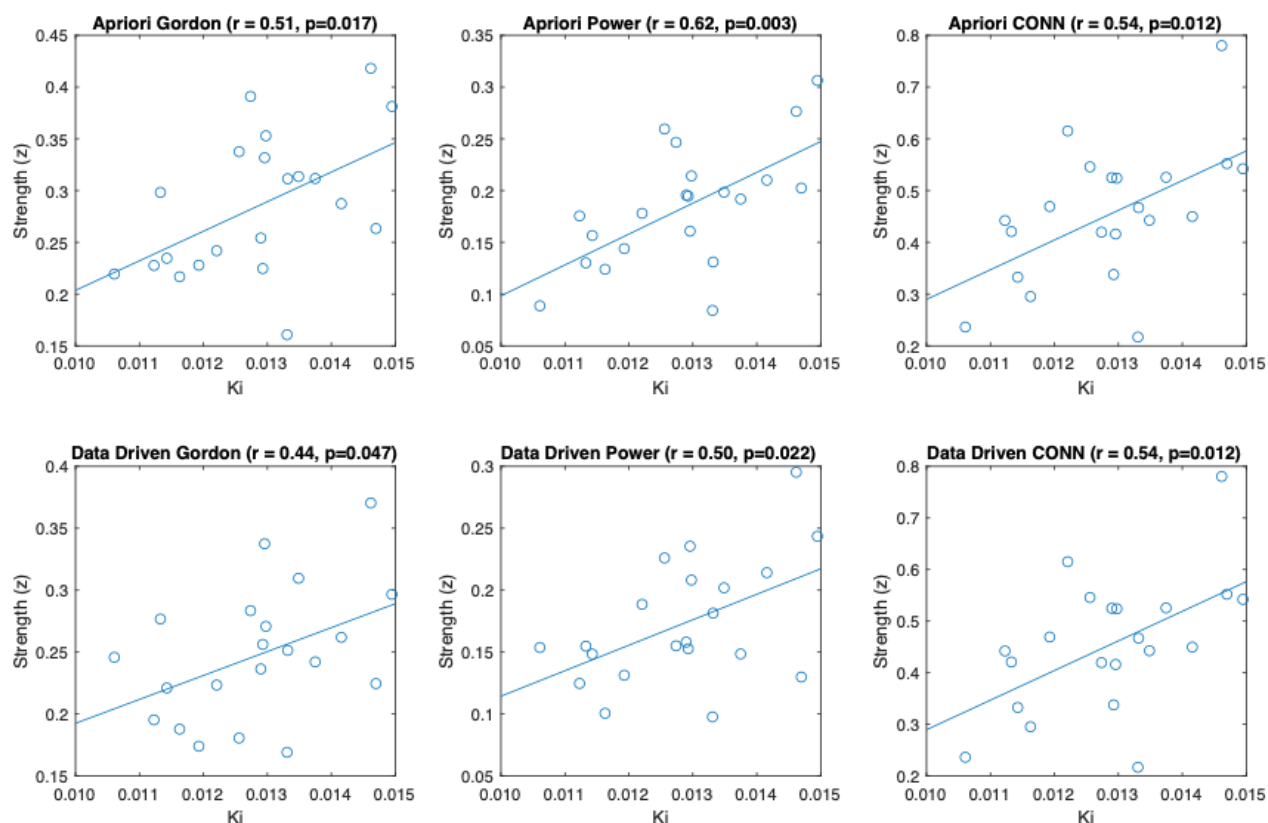 Apriori Gordon (r = 0.51, p=0.017)
0.45
0.4
0.35
0.3
0.25
0.2
0.15
Strength (z)
0.010 0.011 0.012 0.013 0.014 0.015
Ki
Apriori Power (r = 0.62, p=0.003)
0.35
0.3
0.25
0.2
0.15
0.1
0.05
Strength (z)
0.010 0.011 0.012 0.013 0.014 0.015
Ki
Apriori CONN (r = 0.54, p=0.012)
0.8
0.7
0.6
0.5
0.4
0.3
0.2
Strength (z)
0.010 0.011 0.012 0.013 0.014 0.015
Ki
Data Driven Gordon (r = 0.44, p=0.047)
0.4
0.35
0.3
0.25
0.2
0.15
Strength (z)
0.010 0.011 0.012 0.013 0.014 0.015
Ki
Data Driven Power (r = 0.50, p=0.022)
0.3
0.25
0.2
0.15
0.1
0.05
Strength (z)
0.010 0.011 0.012 0.013 0.014 0.015
Ki
Data Driven CONN (r = 0.54, p=0.012)
0.8
0.7
0.6
0.5
0.4
0.3
0.2
Strength (z)
0.010 0.011 0.012 0.013 0.014 0.015
Ki